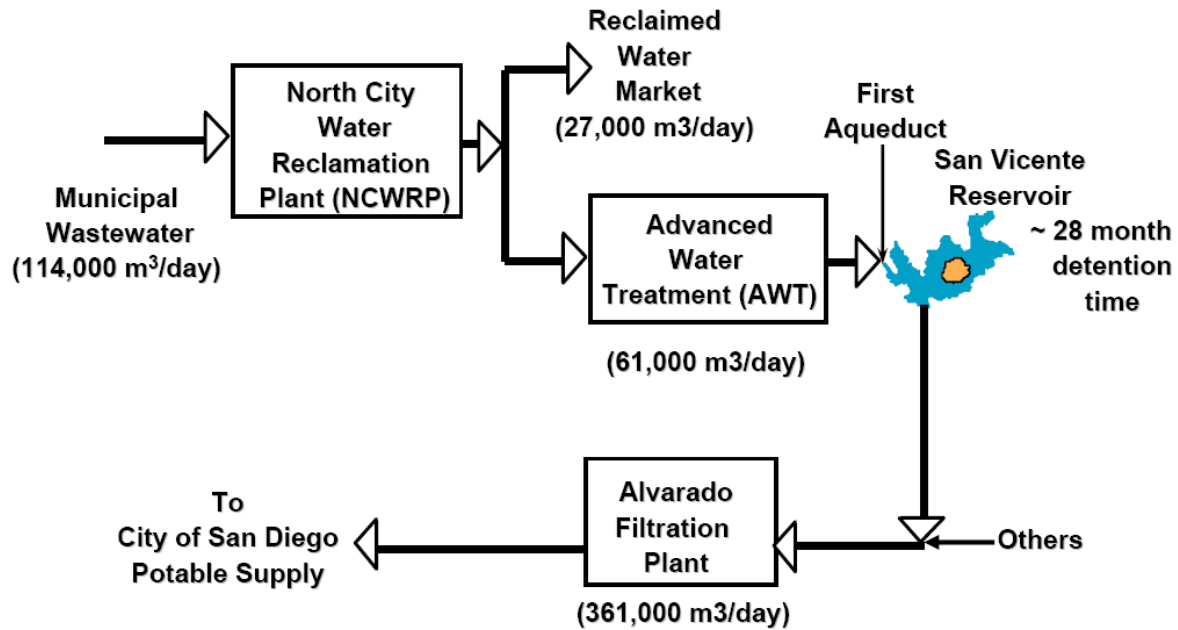 Municipal
Wastewater
(114,000 m³/day)
North City
Water
Reclamation
Plant (NCWRP)
Reclaimed
Water
Market
(27,000 m3/day)
Advanced
Water
Treatment (AWT)
(61,000 m3/day)
First
Aqueduct
San Vicente
Reservoir
~ 28 month
detention
time
Others
Alvarado
Filtration
Plant
(361,000 m3/day)
To
City of San Diego
Potable Supply